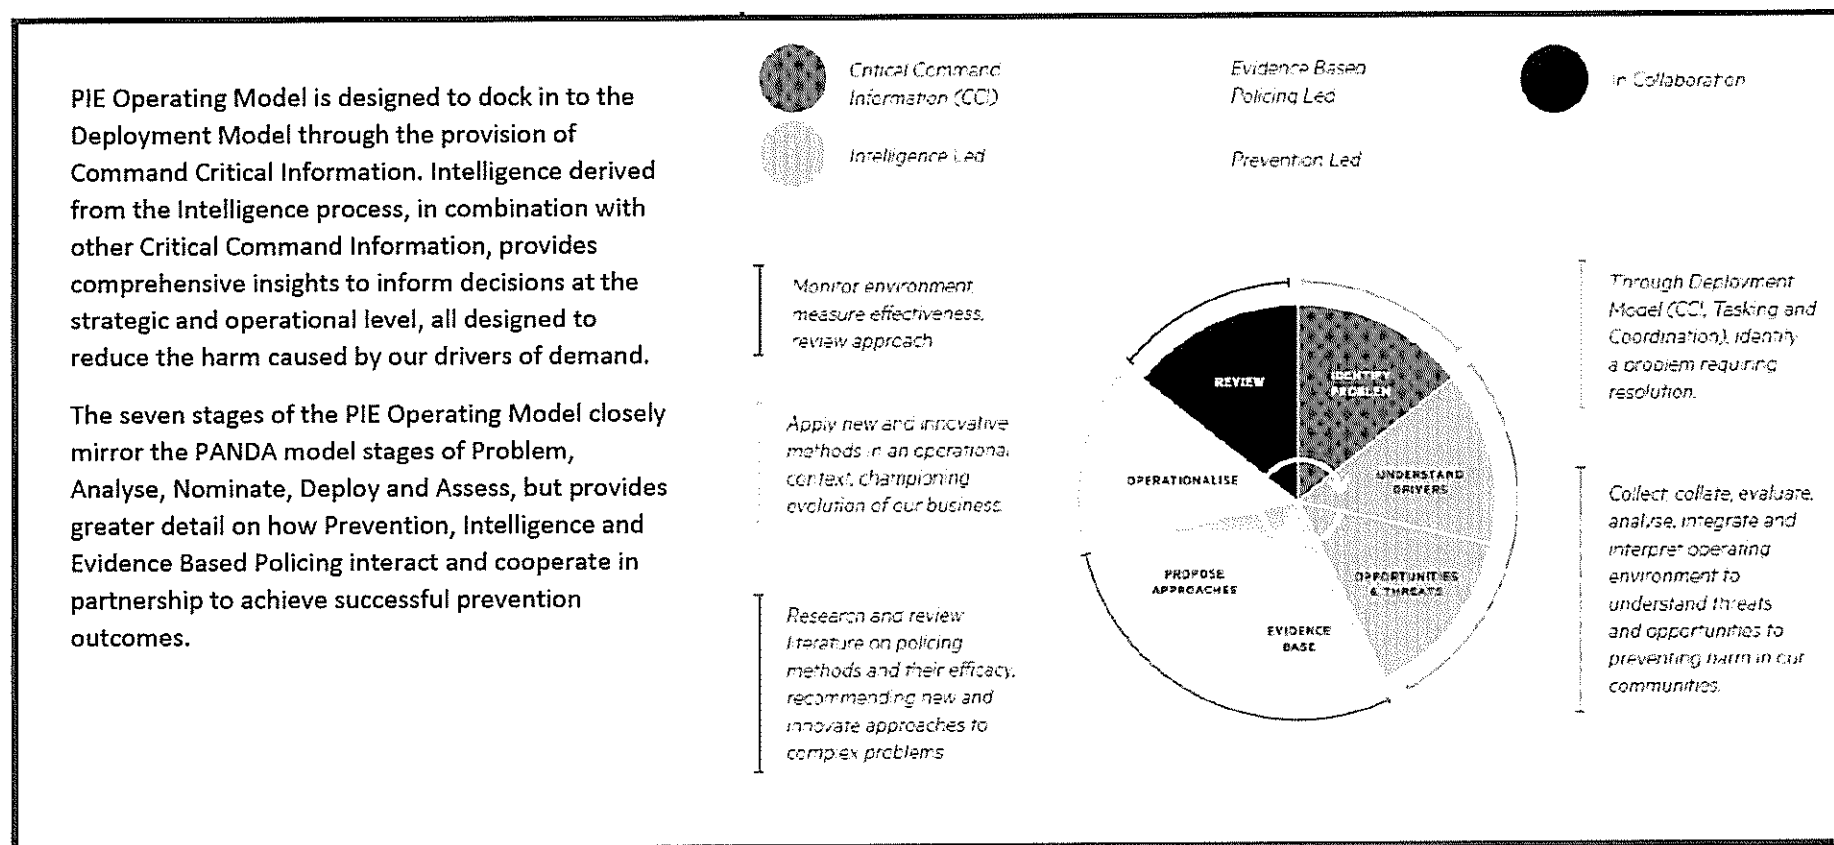 PIE Operating Model is designed to dock in to the
Deployment Model through the provision of
Command Critical Information. Intelligence derived
from the Intelligence process, in combination with
other Critical Command Information, provides
comprehensive insights to inform decisions at the
strategic and operational level, all designed to
reduce the harm caused by our drivers of demand.
The seven stages of the PIE Operating Model closely
mirror the PANDA model stages of Problem,
Analyse, Nominate, Deploy and Assess, but provides
greater detail on how Prevention, Intelligence and
Evidence Based Policing interact and cooperate in
partnership to achieve successful prevention
outcomes.
Critical Command
Information (CCI)
Intelligence Led
Evidence Based
Policing Led
Prevention Led
In Collaboration
Monitor environment,
measure effectiveness,
review approach
Apply new and innovative
methods in an operational
context, championing
evolution of our business.
Research and review
literature on policing
methods and their efficacy,
recommending new and
innovate approaches to
complex problems
REVIEW
IDENTIFY
PROBLEM
UNDERSTAND
DRIVERS
OPPORTUNITIES
& THREATS
EVIDENCE
BASE
PROPOSE
APPROACHES
OPERATIONALISE
Through Deployment
Model (CCI, Tasking and
Coordination), identify
a problem requiring
resolution.
Collect, collate, evaluate,
analyse, integrate and
interpret operating
environment to
understand threats
and opportunities to
preventing harm in our
communities.